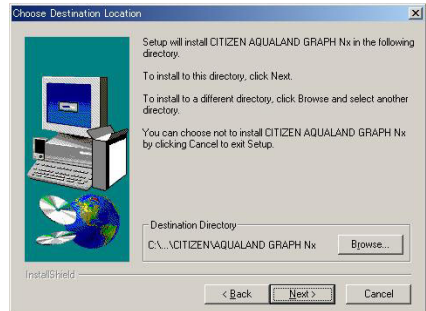 Choose Destination Location
Setup will install CITIZEN AQUALAND GRAPH Nx in the following
directory.
To install to this directory, click Next.
To install to a different directory, click Browse and select another
directory.
You can choose not to install CITIZEN AQUALAND GRAPH Nx
by clicking Cancel to exit Setup.
Destination Directory
C:\...\CITIZEN\AQUALAND GRAPH Nx
Browse...
InstallShield
< Back
Next >
Cancel